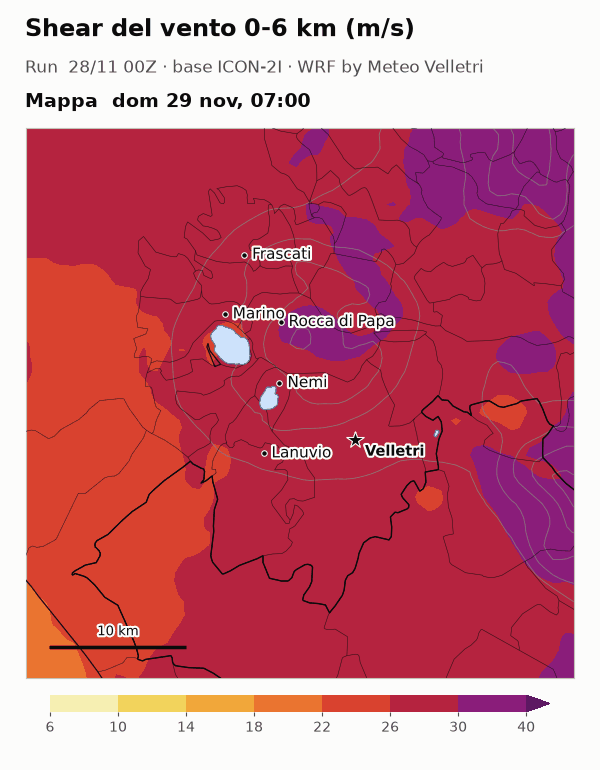 Shear del vento 0-6 km (m/s)
Run  28/11 00Z · base ICON-2I · WRF by Meteo Velletri
Mappa  dom 29 nov, 07:00
Frascati
Marino
Rocca di Papa
Nemi
Velletri
Lanuvio
10 km
6 10 14 18 22 26 30 40